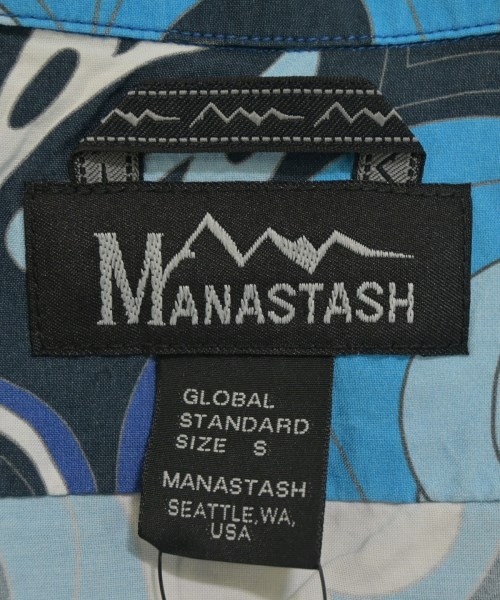 MANASTASH
GLOBAL
STANDARD
SIZE S
MANASTASH
SEATTLE,WA,
USA